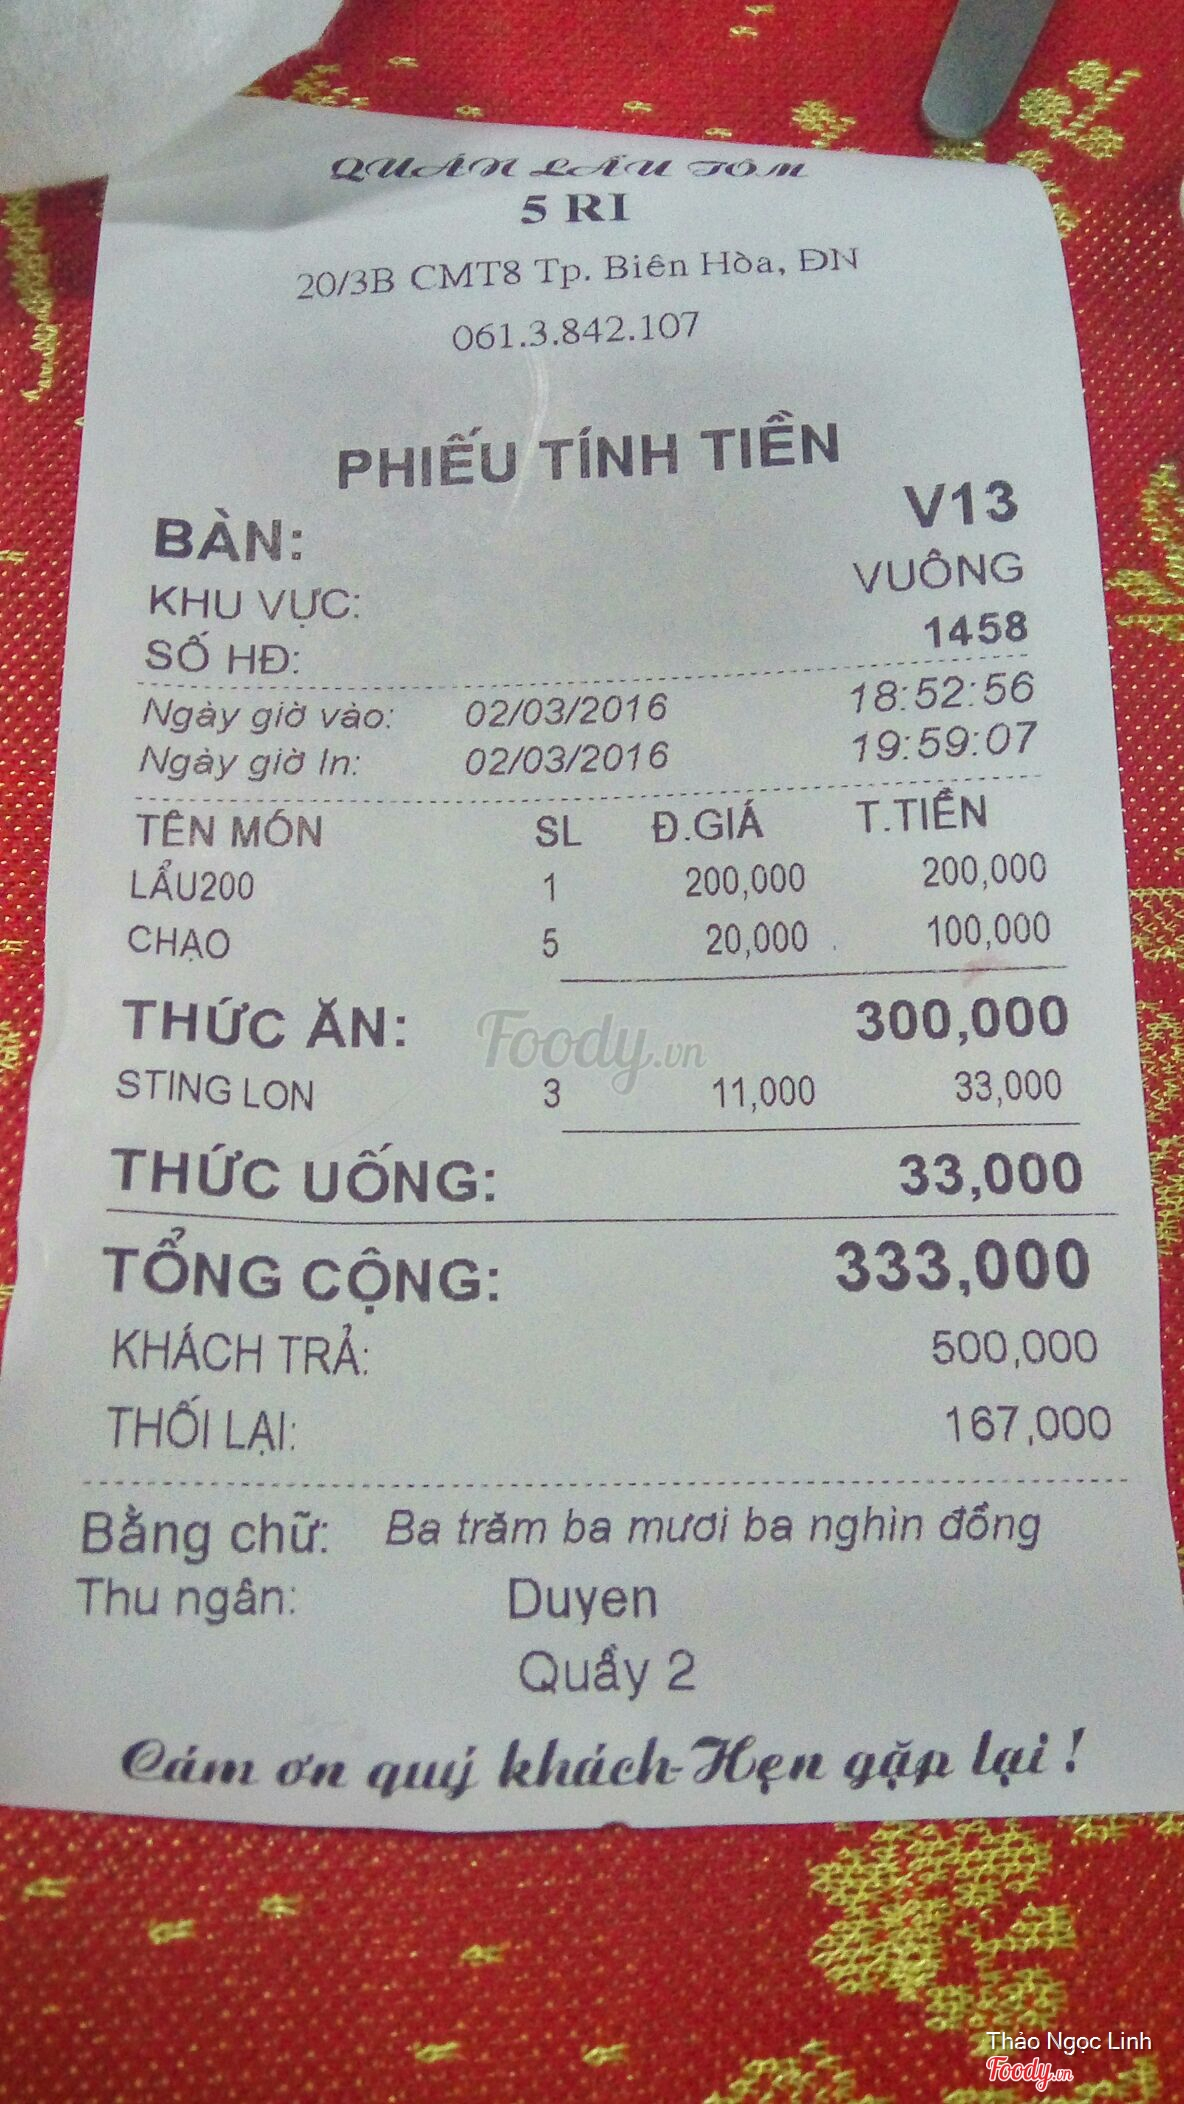 QUÁN LẨU TÔM
5 RI
20/3B CMT8 Tp. Biên Hòa, ĐN
061.3.842.107
PHIẾU TÍNH TIỀN
BÀN: V13
KHU VỰC: VUÔNG
SỐ HĐ: 1458
Ngày giờ vào: 02/03/2016 18:52:56
Ngày giờ In: 02/03/2016 19:59:07
TÊN MÓN SL Đ.GIÁ T.TIỀN
LẨU200 1 200,000 200,000
CHẠO 5 20,000 100,000
THỨC ĂN: 300,000
Foody.vn
STING LON 3 11,000 33,000
THỨC UỐNG: 33,000
TỔNG CỘNG: 333,000
KHÁCH TRẢ: 500,000
THỐI LẠI: 167,000
Bằng chữ: Ba trăm ba mươi ba nghìn đồng
Thu ngân: Duyen
Quầy 2
Cám ơn quý khách-Hẹn gặp lại !
Thảo Ngọc Linh
Foody.vn